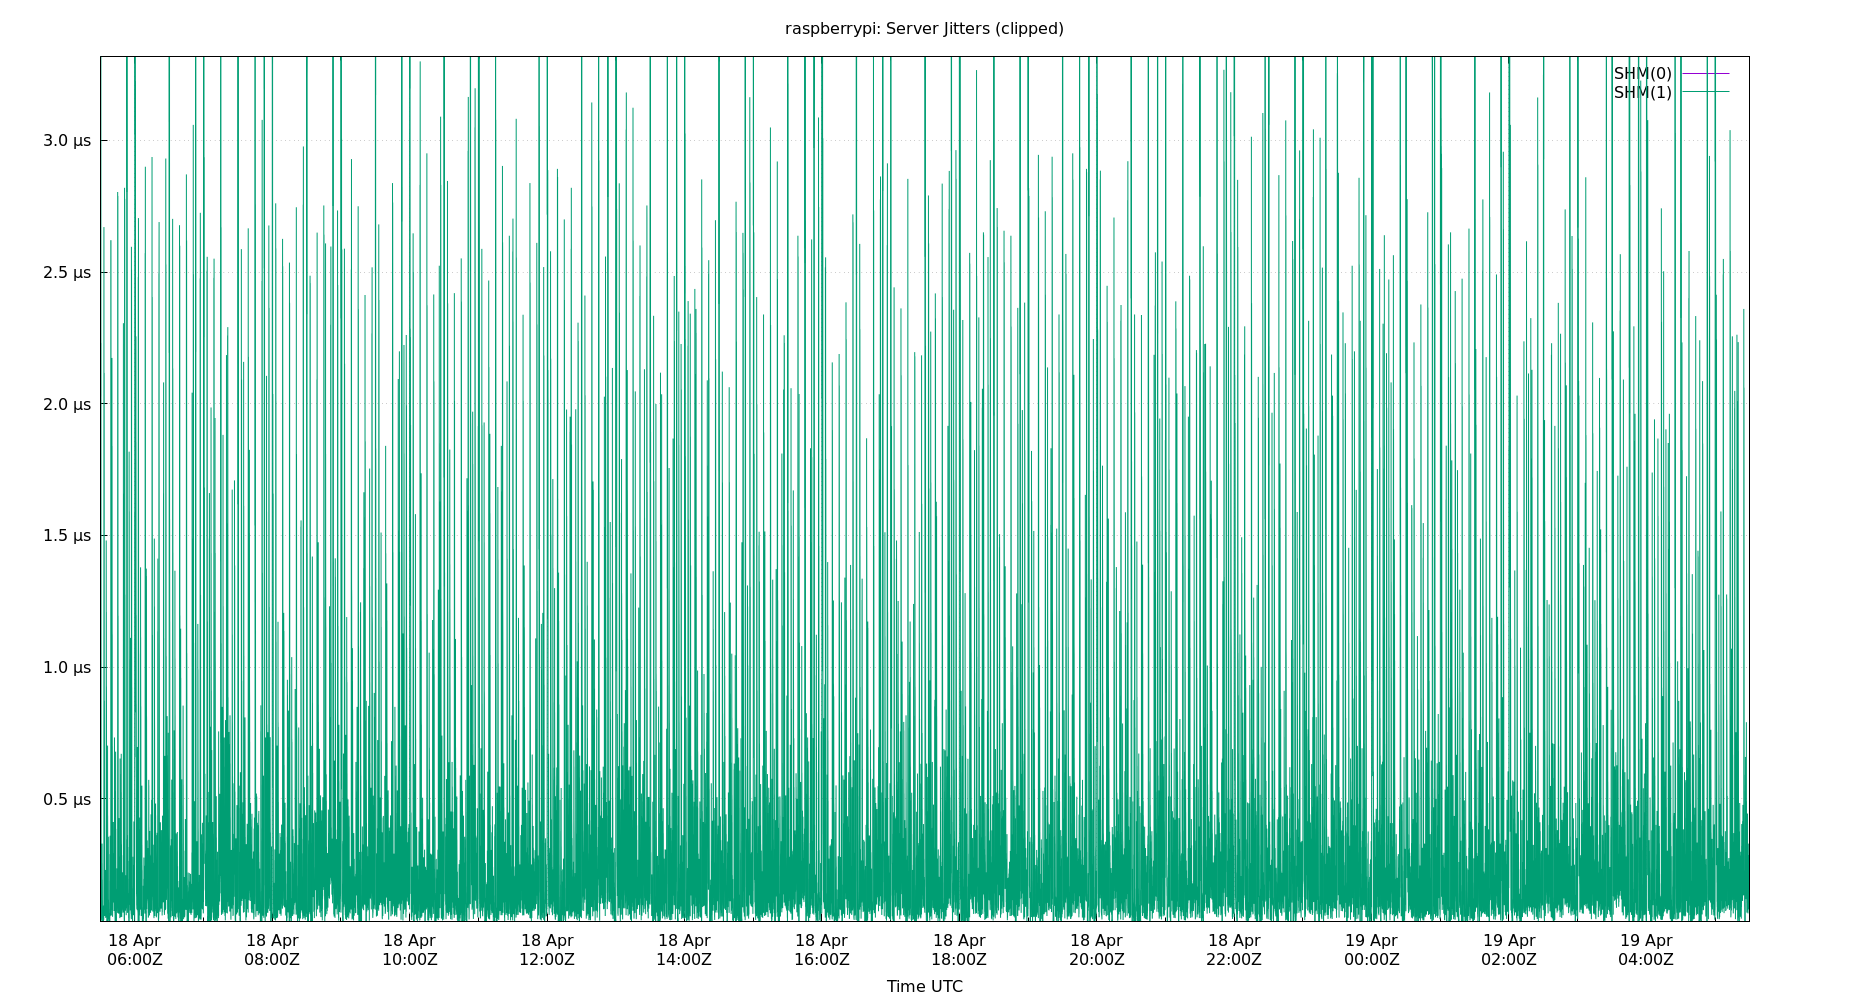 raspberrypi: Server Jitters (clipped)
SHM(0)
SHM(1)
3.0 µs
2.5 µs
2.0 µs
1.5 µs
1.0 µs
0.5 µs
18 Apr 18 Apr 18 Apr 18 Apr 18 Apr 18 Apr 18 Apr 18 Apr 18 Apr 19 Apr 19 Apr 19 Apr
06:00Z 08:00Z 10:00Z 12:00Z 14:00Z 16:00Z 18:00Z 20:00Z 22:00Z 00:00Z 02:00Z 04:00Z
Time UTC